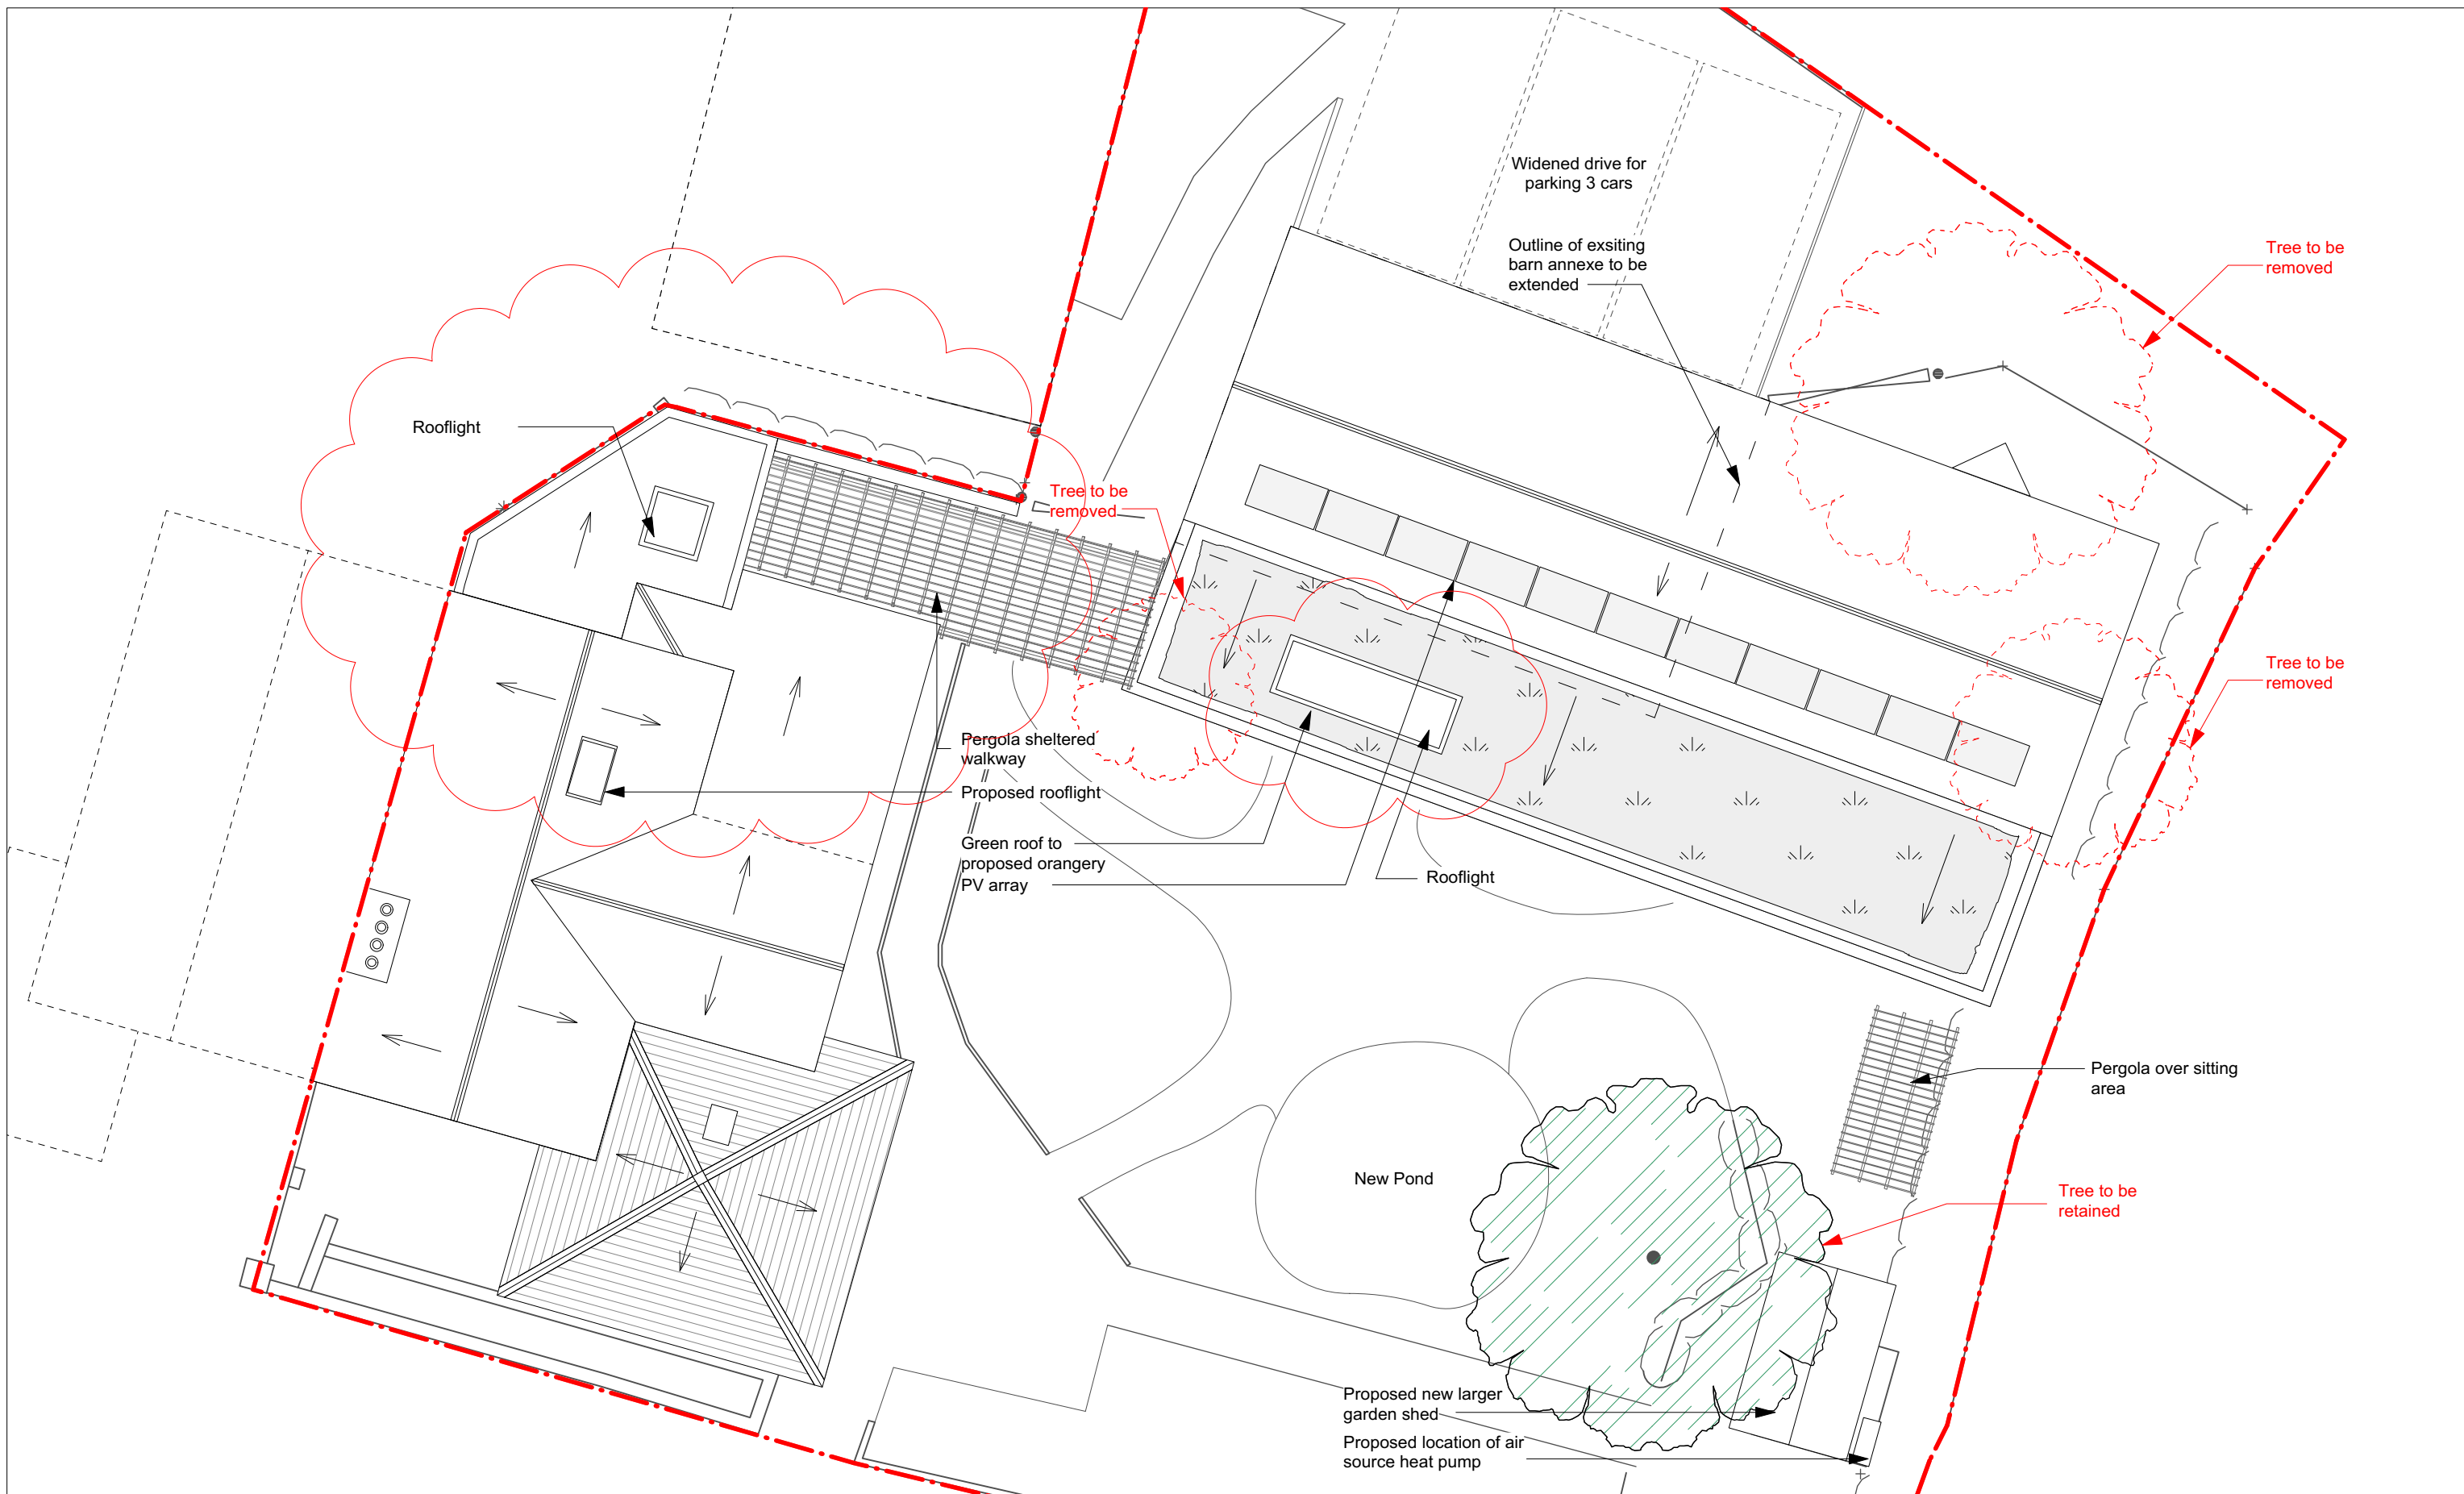 Widened drive for
parking 3 cars
Outline of exsiting
barn annexe to be
extended
Tree to be
removed
Rooflight
Tree to be
removed
Tree to be
removed
Pergola sheltered
walkway
Proposed rooflight
Green roof to
proposed orangery
PV array
Rooflight
Pergola over sitting
area
New Pond
Tree to be
retained
Proposed new larger
garden shed
Proposed location of air
source heat pump